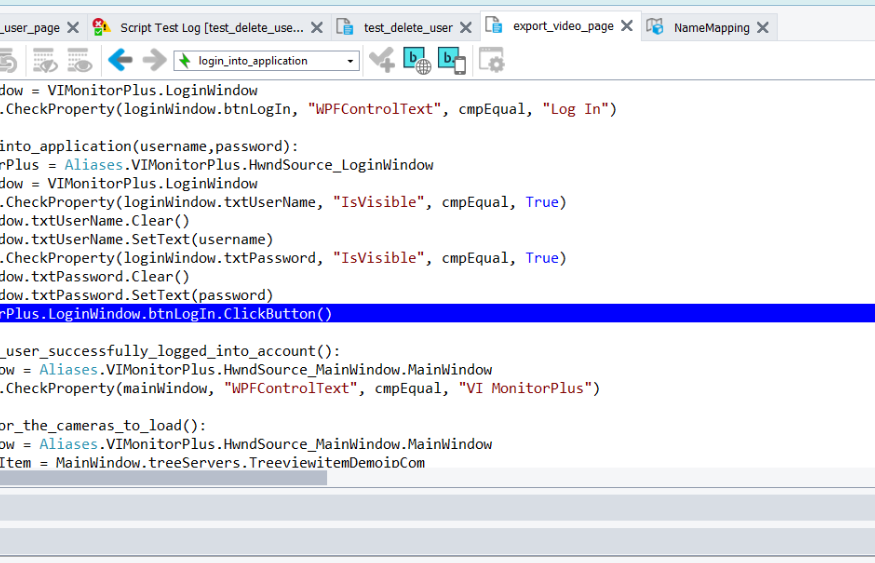 _user_page
Script Test Log [test_delete_use...
test_delete_user
export_video_page
NameMapping
login_into_application
b
b.
dow = VIMonitorPlus.LoginWindow
.CheckProperty(loginWindow.btnLogIn, "WPFControlText", cmpEqual, "Log In")
into_application(username,password):
rPlus = Aliases.VIMonitorPlus.HwndSource_LoginWindow
dow = VIMonitorPlus.LoginWindow
.CheckProperty(loginWindow.txtUserName, "IsVisible", cmpEqual, True)
dow.txtUserName.Clear()
dow.txtUserName.SetText(username)
.CheckProperty(loginWindow.txtPassword, "IsVisible", cmpEqual, True)
dow.txtPassword.Clear()
dow.txtPassword.SetText(password)
rPlus.LoginWindow.btnLogIn.ClickButton()
_user_successfully_logged_into_account():
ow = Aliases.VIMonitorPlus.HwndSource_MainWindow.MainWindow
.CheckProperty(mainWindow, "WPFControlText", cmpEqual, "VI MonitorPlus")
or_the_cameras_to_load():
ow = Aliases.VIMonitorPlus.HwndSource_MainWindow.MainWindow
Item = MainWindow.treeServers.TreeviewitemDemoipCom